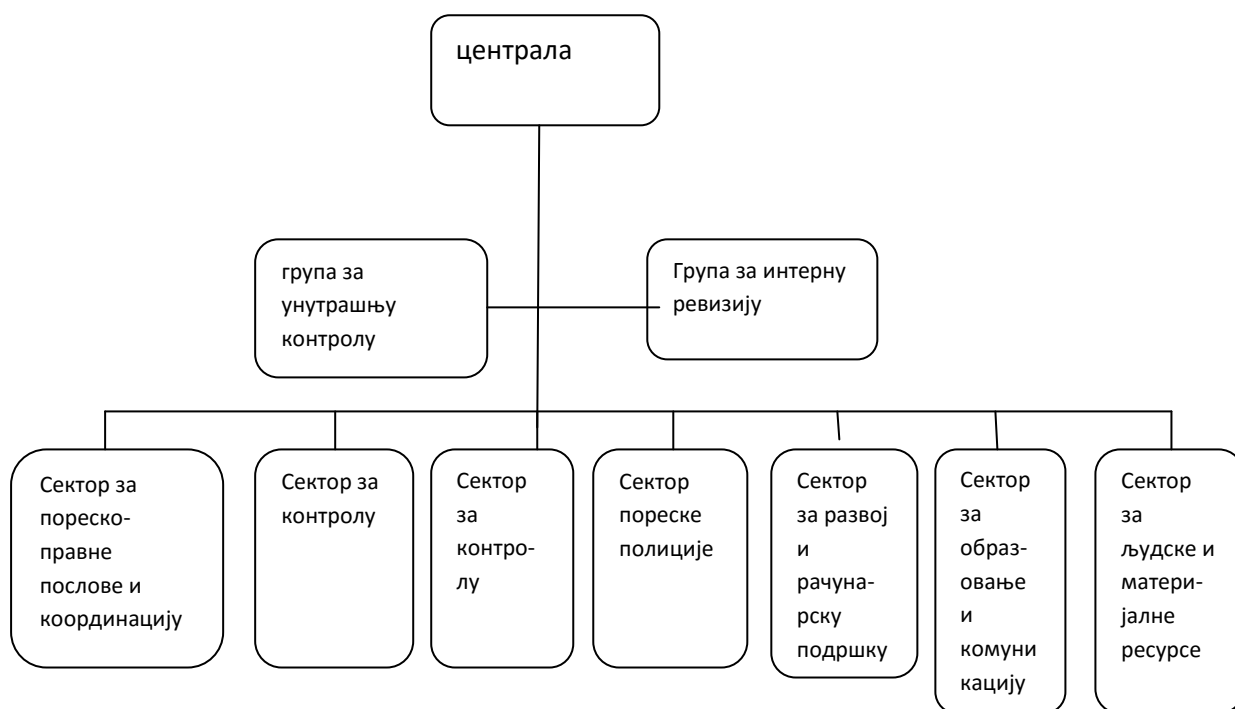 централа
група за
унутрашњу
контролу
Група за интерну
ревизију
Сектор за
пореско-
правне
послове и
координацију
Сектор за
контролу
Сектор
за
контро-
лу
Сектор
пореске
полиције
Сектор
за развој
и
рачуна-
рску
подршку
Сектор
за
образ-
овање
и
комуни
кацију
Сектор
за
људске и
матери-
јалне
ресурсе